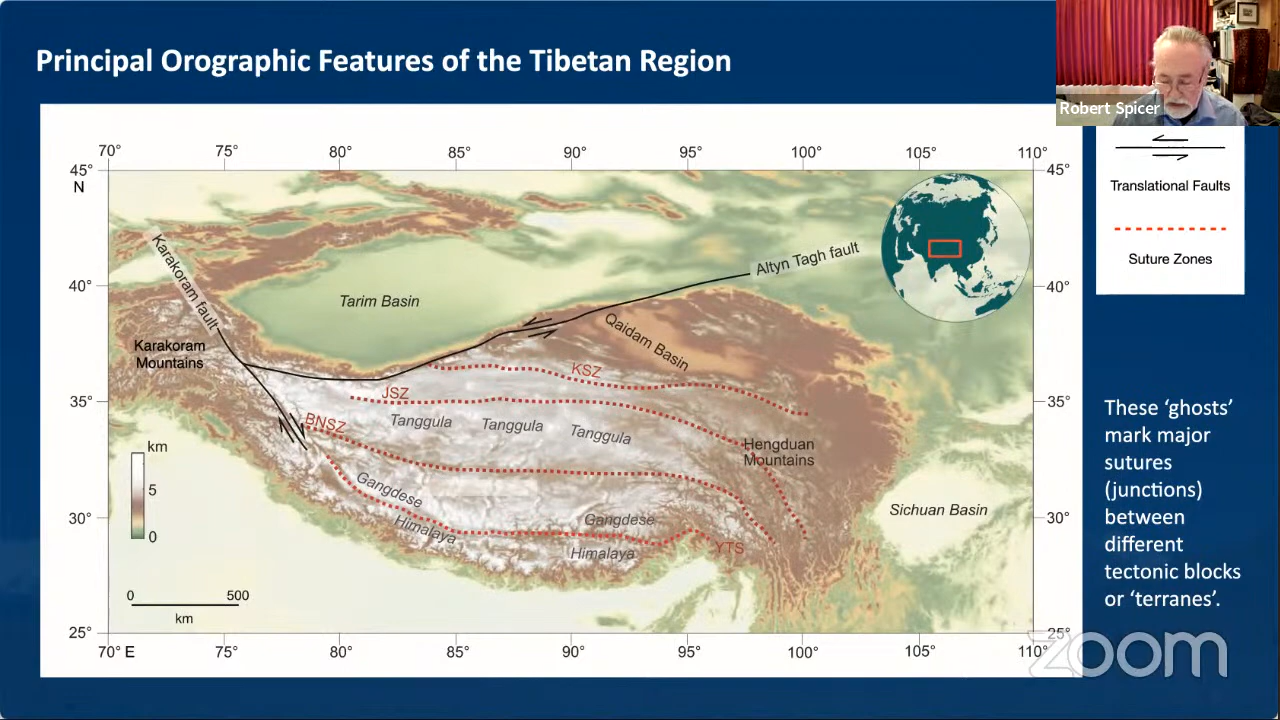 Principal Orographic Features of the Tibetan Region
Robert Spicer
70°
75°
80°
85°
90°
95°
100°
105°
110°
45°
N
45°
Karakoram fault
Altyn Tagh fault
40°
40°
Tarim Basin
Qaidam Basin
Karakoram
Mountains
KSZ
35°
JSZ
35°
BNSZ
Tanggula
Tanggula
Tanggula
Hengduan
Mountains
km
5
0
Gangdese
Gangdese
Sichuan Basin
30°
30°
Himalaya
Himalaya
YTS
0
500
km
25°
25°
70° E
75°
80°
85°
90°
95°
100°
105°
110°
Translational Faults
Suture Zones
These ‘ghosts’
mark major
sutures
(junctions)
between
different
tectonic blocks
or ‘terranes’.
zoom